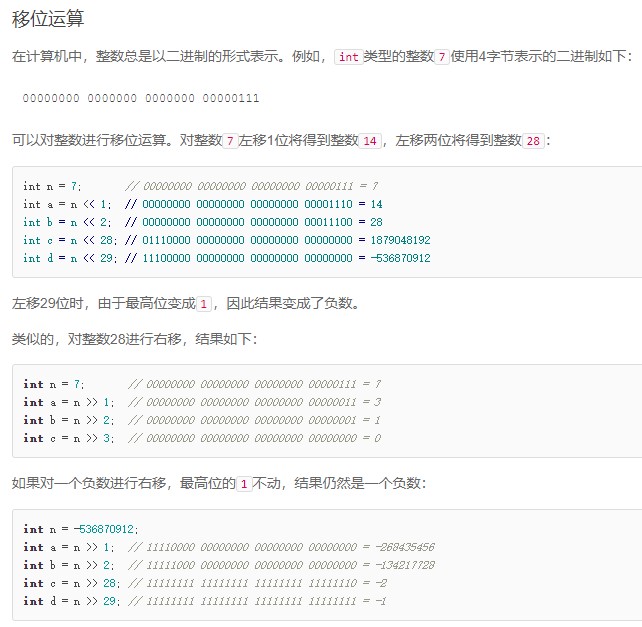 移位运算
在计算机中，整数总是以二进制的形式表示。例如，int类型的整数7使用4字节表示的二进制如下：
00000000 0000000 0000000 00000111
可以对整数进行移位运算。对整数7左移1位将得到整数14，左移两位将得到整数28：
int n = 7;       // 00000000 00000000 00000000 00000111 = 7
int a = n << 1;  // 00000000 00000000 00000000 00001110 = 14
int b = n << 2;  // 00000000 00000000 00000000 00011100 = 28
int c = n << 28; // 01110000 00000000 00000000 00000000 = 1879048192
int d = n << 29; // 11100000 00000000 00000000 00000000 = -536870912
左移29位时，由于最高位变成1，因此结果变成了负数。
类似的，对整数28进行右移，结果如下：
int n = 7;       // 00000000 00000000 00000000 00000111 = 7
int a = n >> 1;  // 00000000 00000000 00000000 00000011 = 3
int b = n >> 2;  // 00000000 00000000 00000000 00000001 = 1
int c = n >> 3;  // 00000000 00000000 00000000 00000000 = 0
如果对一个负数进行右移，最高位的1不动，结果仍然是一个负数：
int n = -536870912;
int a = n >> 1;  // 11110000 00000000 00000000 00000000 = -268435456
int b = n >> 2;  // 11111000 00000000 00000000 00000000 = -134217728
int c = n >> 28; // 11111111 11111111 11111111 11111110 = -2
int d = n >> 29; // 11111111 11111111 11111111 11111111 = -1